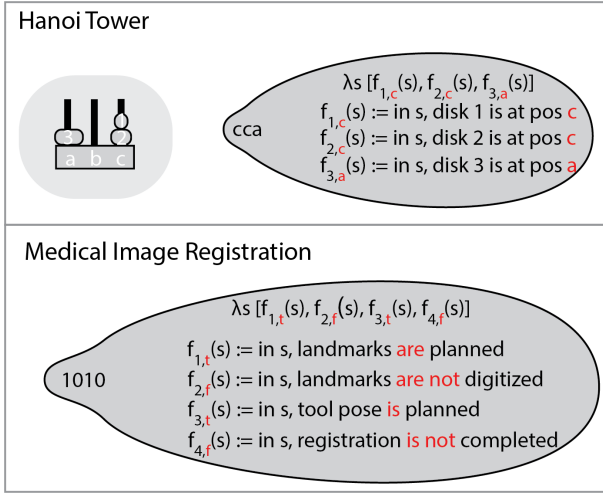 Hanoi Tower
1
3 2
a b c
cca
λs [f1,c(s), f2,c(s), f3,a(s)]
f1,c(s) := in s, disk 1 is at pos c
f2,c(s) := in s, disk 2 is at pos c
f3,a(s) := in s, disk 3 is at pos a
Medical Image Registration
λs [f1,t(s), f2,f(s), f3,t(s), f4,f(s)]
f1,t(s) := in s, landmarks are planned
1010
f2,f(s) := in s, landmarks are not digitized
f3,t(s) := in s, tool pose is planned
f4,f(s) := in s, registration is not completed